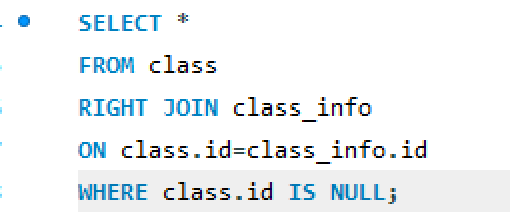 SELECT *
FROM class
RIGHT JOIN class_info
ON class.id=class_info.id
WHERE class.id IS NULL;